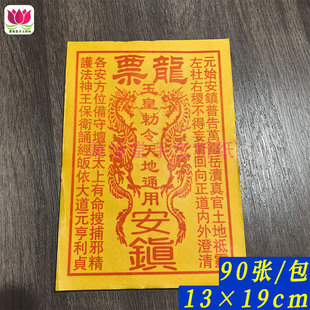 龍票
元始安鎮普告萬靈岳瀆真官土地祇靈
左社右稷不得妄驚回向正道内外澄清
玉皇勅令天地通用
安鎮
各安方位備守壇庭太上有命搜捕邪精
護法神王保衛誦經皈依大道元亨利貞
90张/包
13×19cm